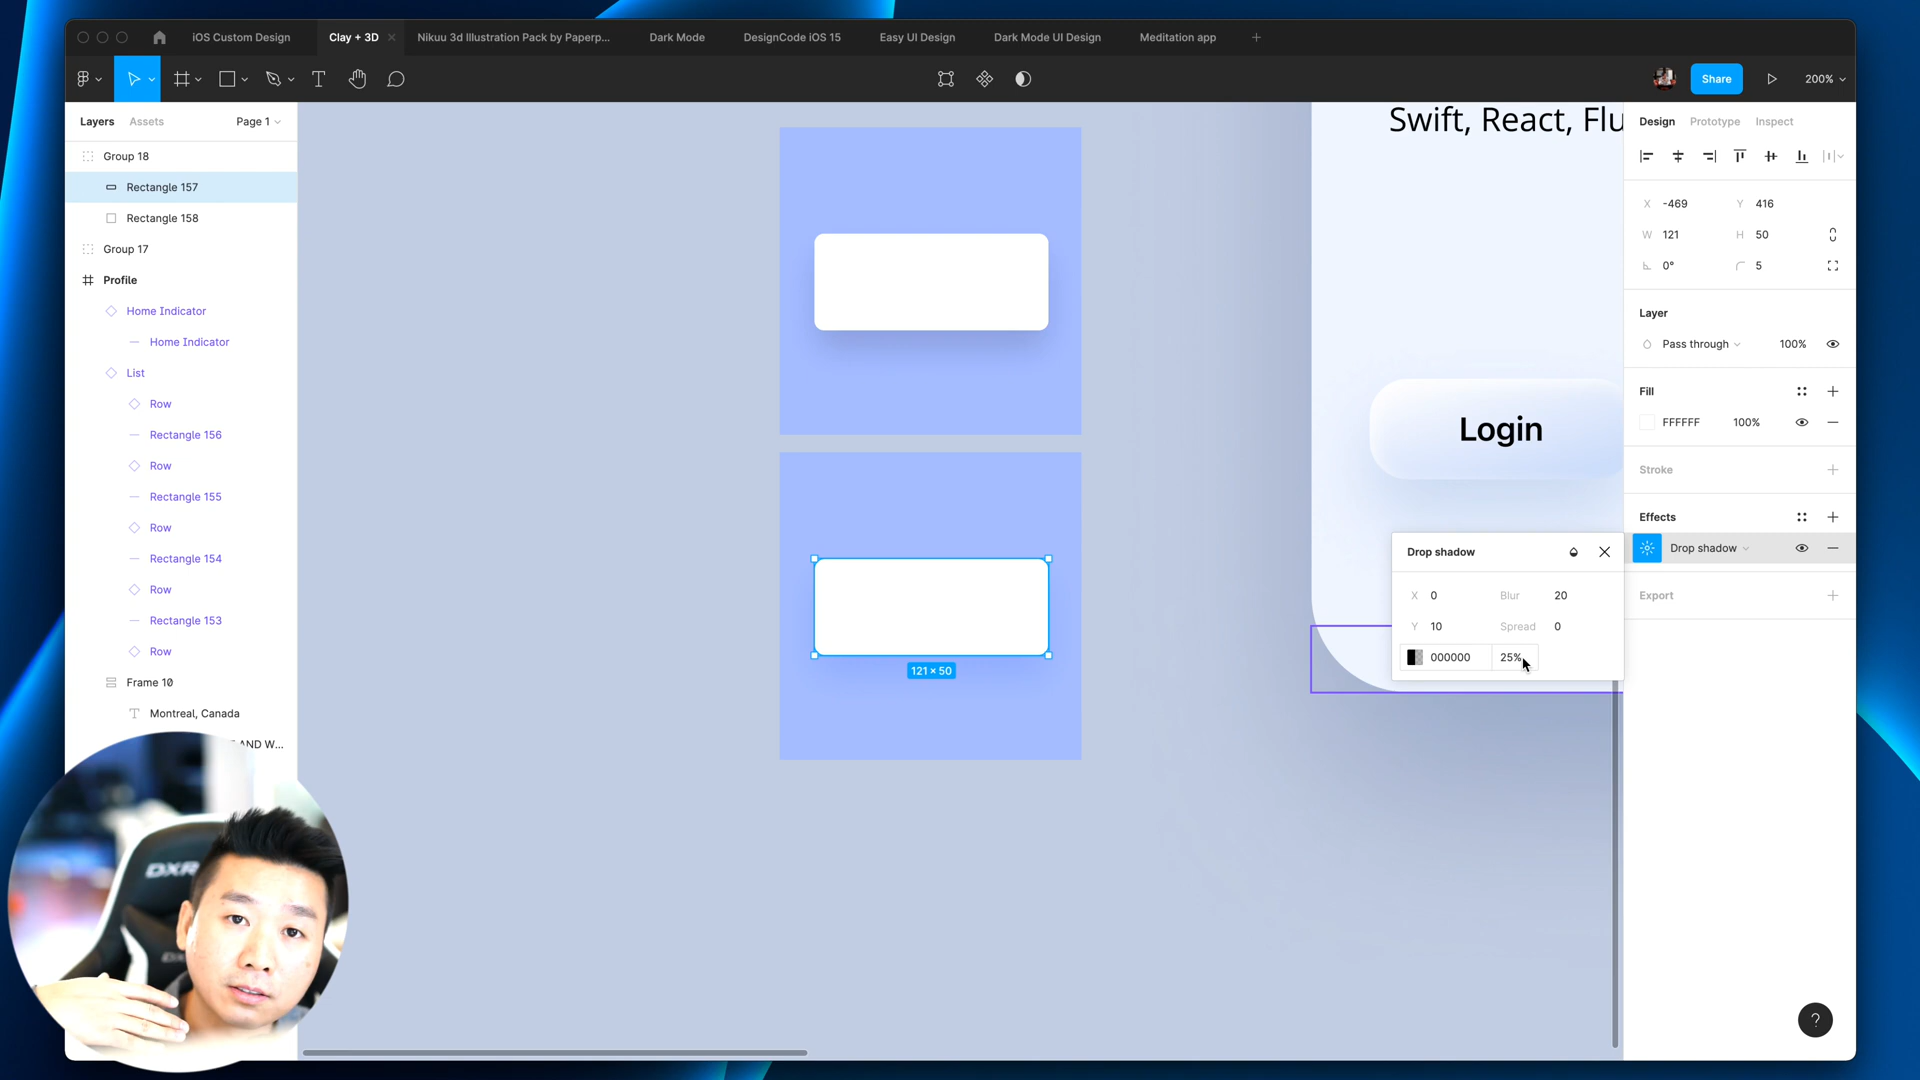 iOS Custom Design
Clay + 3D
Nikuu 3d Illustration Pack by Paperp...
Dark Mode
DesignCode iOS 15
Easy UI Design
Dark Mode UI Design
Meditation app
Share
200%
Layers
Assets
Page 1
Group 18
Rectangle 157
Rectangle 158
Group 17
Profile
Home Indicator
Home Indicator
List
Row
Rectangle 156
Row
Rectangle 155
Row
Rectangle 154
Row
Rectangle 153
Row
Frame 10
Montreal, Canada
AND W...
121 × 50
Swift, React, Flu
Login
Drop shadow
X 0
Blur 20
Y 10
Spread 0
000000 25%
Design
Prototype
Inspect
X -469
Y 416
W 121
H 50
0°
5
Layer
Pass through
100%
Fill
FFFFFF
100%
Stroke
Effects
Drop shadow
Export
?
DXR